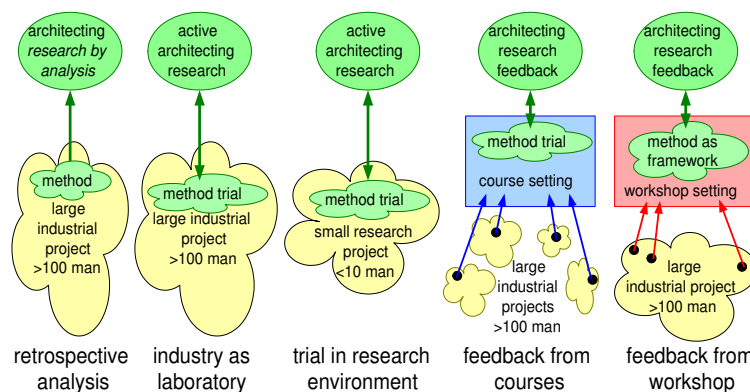 architecting
research by
analysis
method
large
industrial
project
>100 man
retrospective
analysis
active
architecting
research
method trial
large industrial
project
>100 man
industry as
laboratory
active
architecting
research
method trial
small research
project
<10 man
trial in research
environment
architecting
research
feedback
method trial
course setting
large
industrial
projects
>100 man
feedback from
courses
architecting
research
feedback
method as
framework
workshop setting
large
industrial project
>100 man
feedback from
workshop